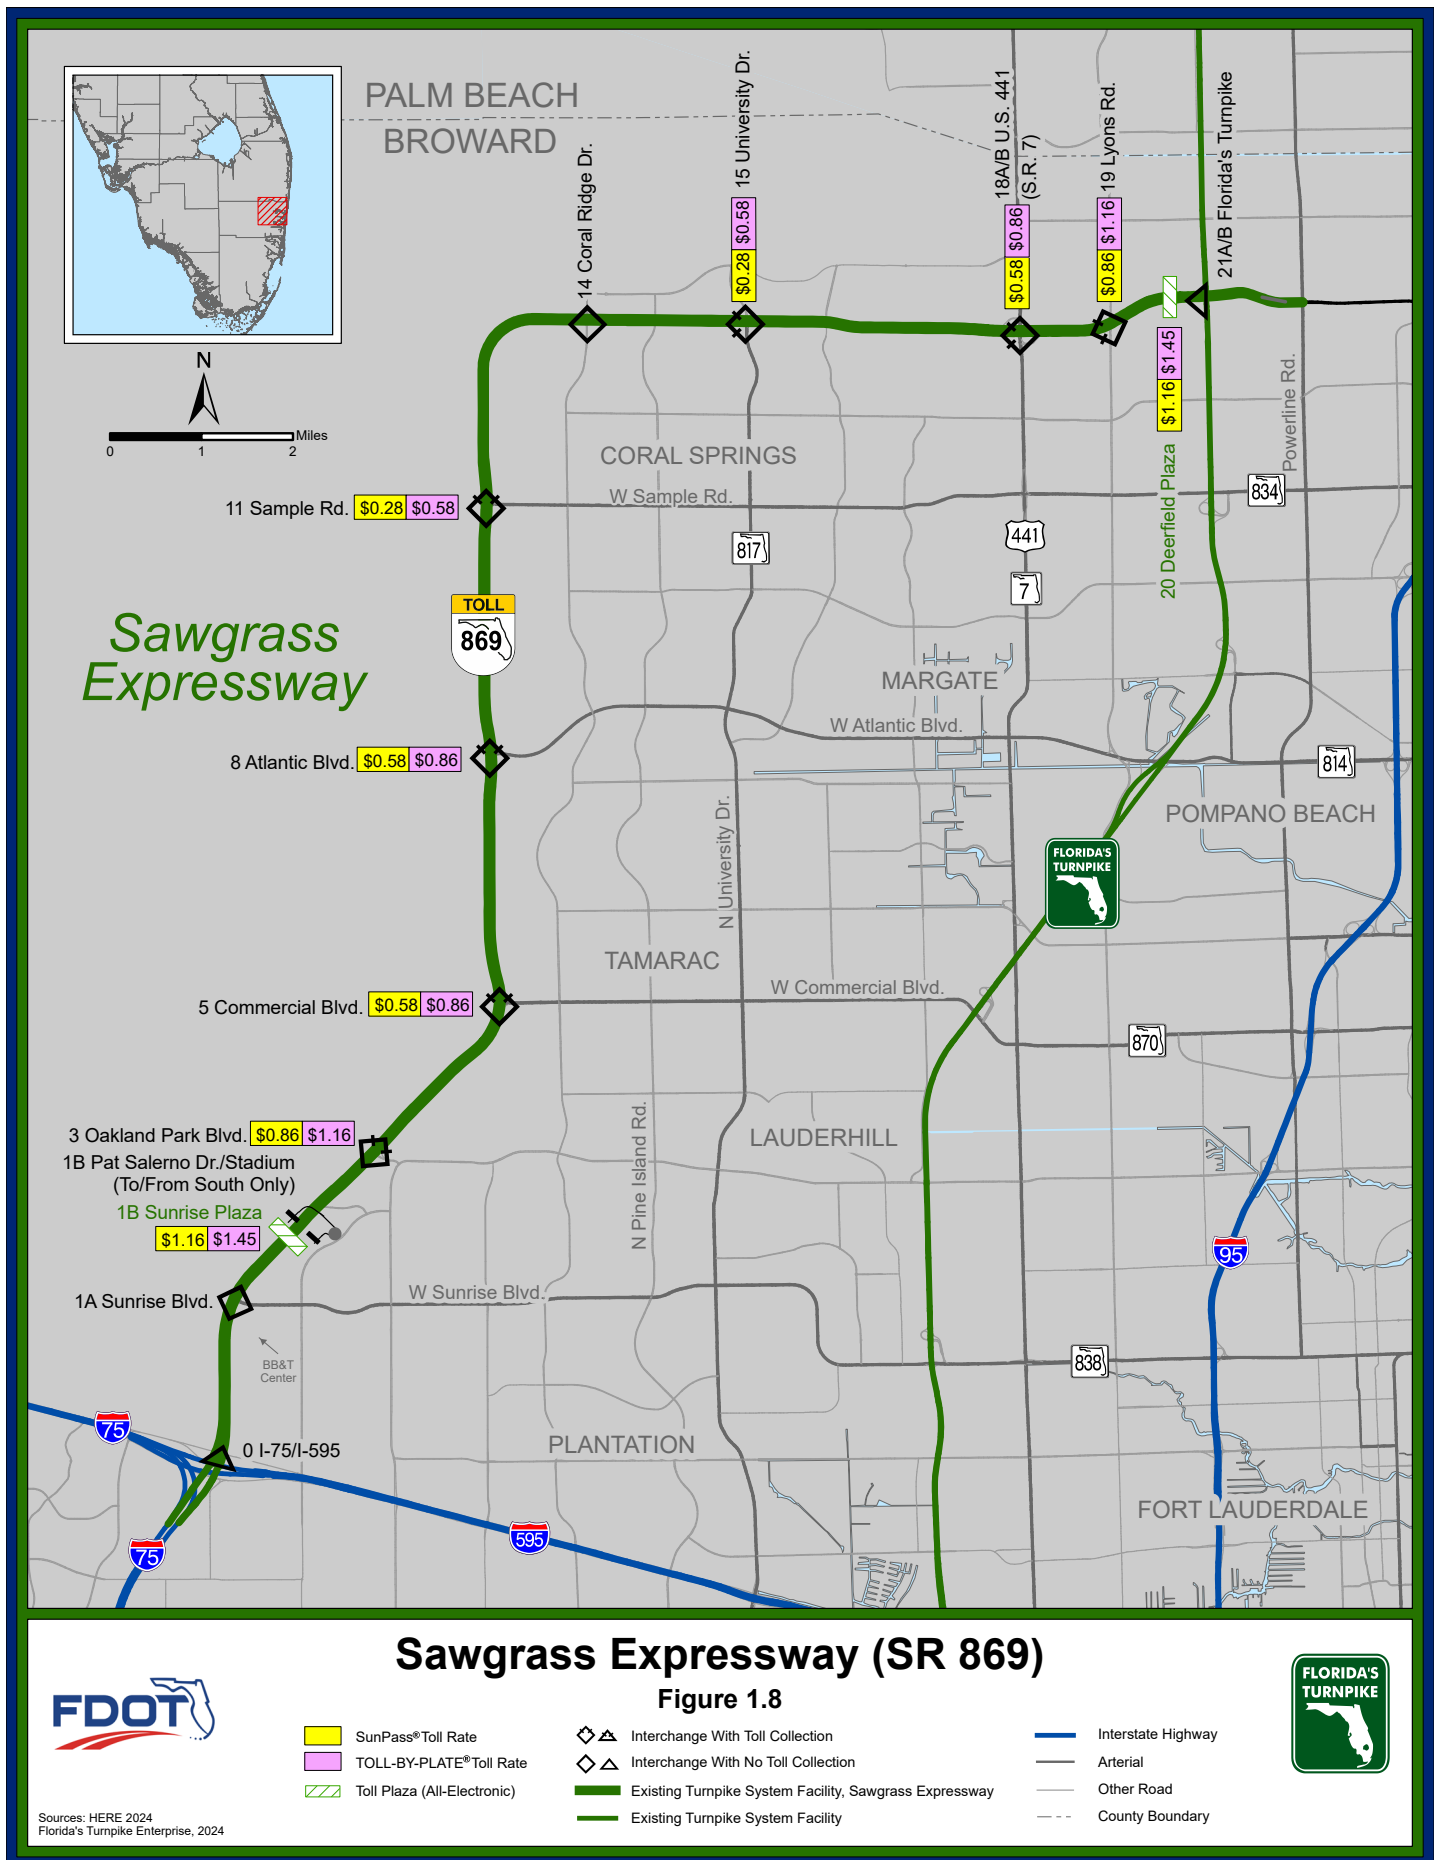 PALM BEACH
BROWARD
14 Coral Ridge Dr.
15 University Dr.
$0.28 $0.58
18A/B U.S. 441
(S.R. 7)
$0.58 $0.86
19 Lyons Rd.
$0.86 $1.16
21A/B Florida's Turnpike
$1.16 $1.45
20 Deerfield Plaza
Powerline Rd.
N
0 1 2 Miles
CORAL SPRINGS
11 Sample Rd. $0.28 $0.58
W Sample Rd.
834
817
441
7
TOLL
869
Sawgrass
Expressway
MARGATE
W Atlantic Blvd.
8 Atlantic Blvd. $0.58 $0.86
814
POMPANO BEACH
N University Dr.
FLORIDA'S
TURNPIKE
TAMARAC
W Commercial Blvd.
5 Commercial Blvd. $0.58 $0.86
870
3 Oakland Park Blvd. $0.86 $1.16
1B Pat Salerno Dr./Stadium
(To/From South Only)
1B Sunrise Plaza
$1.16 $1.45
LAUDERHILL
N Pine Island Rd.
95
1A Sunrise Blvd.
W Sunrise Blvd.
BB&T
Center
838
75
0 I-75/I-595
PLANTATION
FORT LAUDERDALE
595
75
Sawgrass Expressway (SR 869)
Figure 1.8
FDOT
SunPass® Toll Rate
TOLL-BY-PLATE® Toll Rate
Toll Plaza (All-Electronic)
Interchange With Toll Collection
Interchange With No Toll Collection
Existing Turnpike System Facility, Sawgrass Expressway
Existing Turnpike System Facility
Interstate Highway
Arterial
Other Road
County Boundary
FLORIDA'S
TURNPIKE
Sources: HERE 2024
Florida's Turnpike Enterprise, 2024